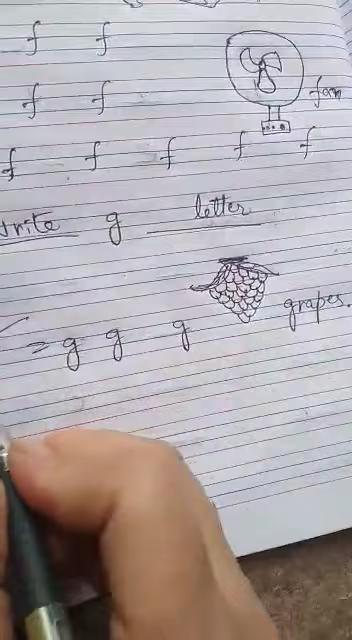 f f
f f fan
f f f f f
write g letter
= g g g grapes.